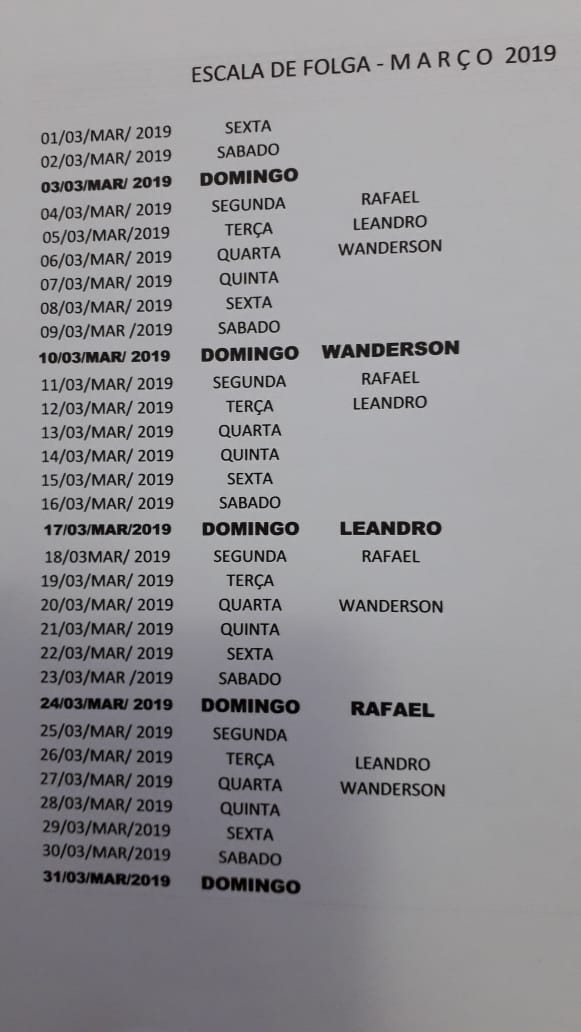 ESCALA DE FOLGA - M A R Ç O 2019
01/03/MAR/ 2019 SEXTA
02/03/MAR/ 2019 SABADO
03/03/MAR/ 2019 DOMINGO
04/03/MAR/ 2019 SEGUNDA RAFAEL
05/03/MAR/2019 TERÇA LEANDRO
06/03/MAR/ 2019 QUARTA WANDERSON
07/03/MAR/ 2019 QUINTA
08/03/MAR/ 2019 SEXTA
09/03/MAR /2019 SABADO
10/03/MAR/ 2019 DOMINGO WANDERSON
11/03/MAR/ 2019 SEGUNDA RAFAEL
12/03/MAR/ 2019 TERÇA LEANDRO
13/03/MAR/ 2019 QUARTA
14/03/MAR/ 2019 QUINTA
15/03/MAR/ 2019 SEXTA
16/03/MAR/ 2019 SABADO
17/03/MAR/2019 DOMINGO LEANDRO
18/03MAR/ 2019 SEGUNDA RAFAEL
19/03/MAR/ 2019 TERÇA
20/03/MAR/ 2019 QUARTA WANDERSON
21/03/MAR/ 2019 QUINTA
22/03/MAR/ 2019 SEXTA
23/03/MAR /2019 SABADO
24/03/MAR/ 2019 DOMINGO RAFAEL
25/03/MAR/ 2019 SEGUNDA
26/03/MAR/ 2019 TERÇA LEANDRO
27/03/MAR/ 2019 QUARTA WANDERSON
28/03/MAR/ 2019 QUINTA
29/03/MAR/2019 SEXTA
30/03/MAR/2019 SABADO
31/03/MAR/2019 DOMINGO